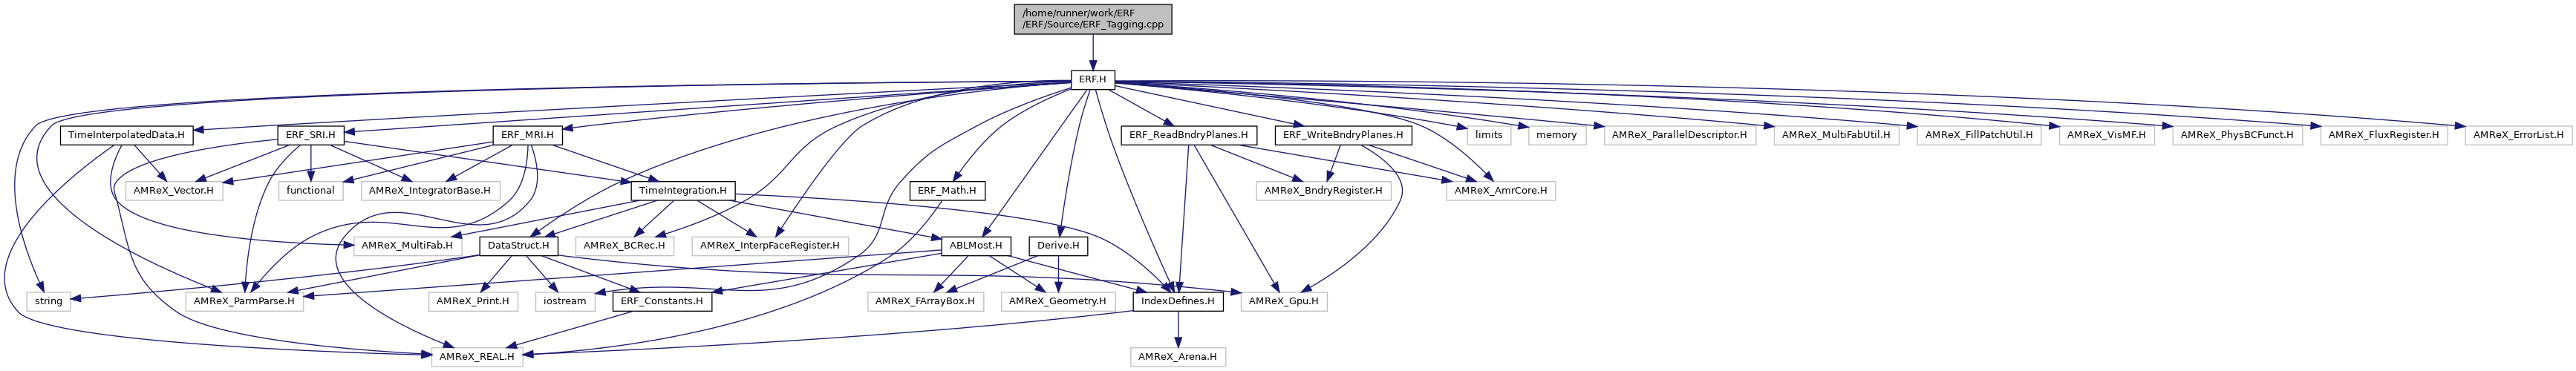 /home/runner/work/ERF
/ERF/Source/ERF_Tagging.cpp
ERF.H
TimeInterpolatedData.H
ERF_SRI.H
ERF_MRI.H
ERF_ReadBndryPlanes.H
ERF_WriteBndryPlanes.H
limits
memory
AMReX_ParallelDescriptor.H
AMReX_MultiFabUtil.H
AMReX_FillPatchUtil.H
AMReX_VisMF.H
AMReX_PhysBCFunct.H
AMReX_FluxRegister.H
AMReX_ErrorList.H
AMReX_Vector.H
functional
AMReX_IntegratorBase.H
TimeIntegration.H
ERF_Math.H
AMReX_BndryRegister.H
AMReX_AmrCore.H
AMReX_MultiFab.H
DataStruct.H
AMReX_BCRec.H
AMReX_InterpFaceRegister.H
ABLMost.H
Derive.H
string
AMReX_ParmParse.H
AMReX_Print.H
iostream
ERF_Constants.H
AMReX_FArrayBox.H
AMReX_Geometry.H
IndexDefines.H
AMReX_Gpu.H
AMReX_REAL.H
AMReX_Arena.H